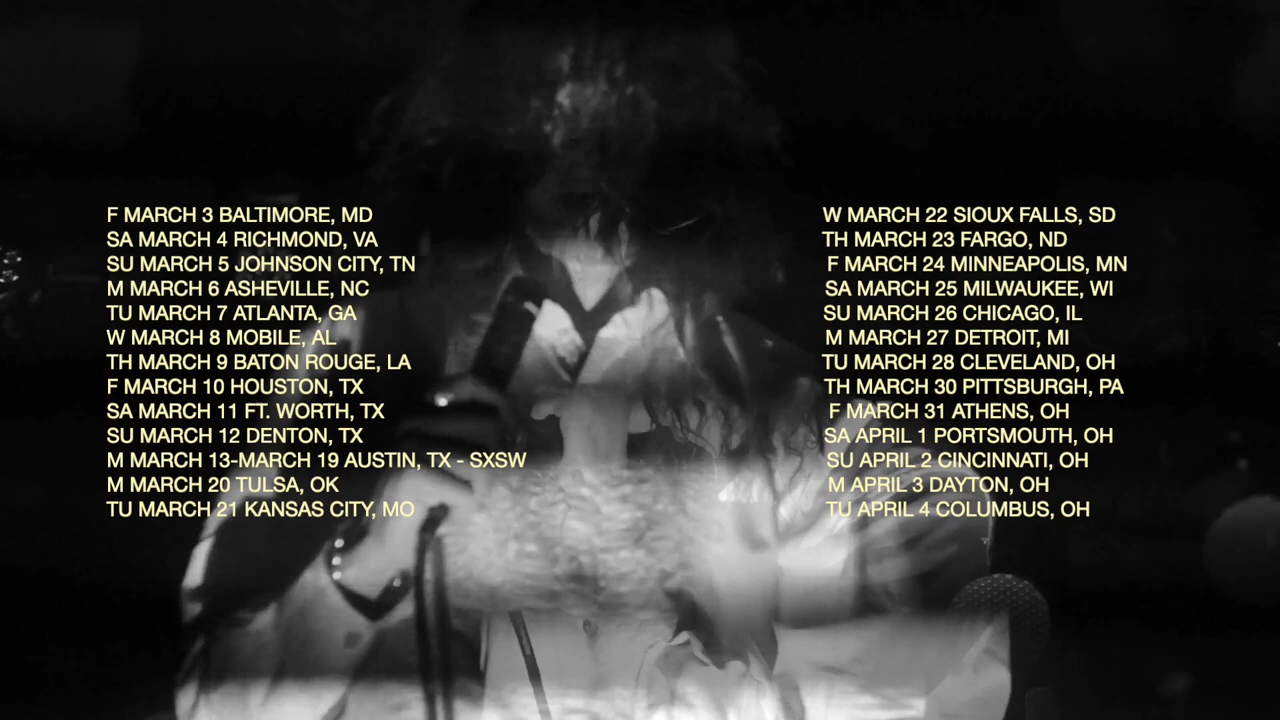 F MARCH 3 BALTIMORE, MD
SA MARCH 4 RICHMOND, VA
SU MARCH 5 JOHNSON CITY, TN
M MARCH 6 ASHEVILLE, NC
TU MARCH 7 ATLANTA, GA
W MARCH 8 MOBILE, AL
TH MARCH 9 BATON ROUGE, LA
F MARCH 10 HOUSTON, TX
SA MARCH 11 FT. WORTH, TX
SU MARCH 12 DENTON, TX
M MARCH 13-MARCH 19 AUSTIN, TX - SXSW
M MARCH 20 TULSA, OK
TU MARCH 21 KANSAS CITY, MO
W MARCH 22 SIOUX FALLS, SD
TH MARCH 23 FARGO, ND
F MARCH 24 MINNEAPOLIS, MN
SA MARCH 25 MILWAUKEE, WI
SU MARCH 26 CHICAGO, IL
M MARCH 27 DETROIT, MI
TU MARCH 28 CLEVELAND, OH
TH MARCH 30 PITTSBURGH, PA
F MARCH 31 ATHENS, OH
SA APRIL 1 PORTSMOUTH, OH
SU APRIL 2 CINCINNATI, OH
M APRIL 3 DAYTON, OH
TU APRIL 4 COLUMBUS, OH